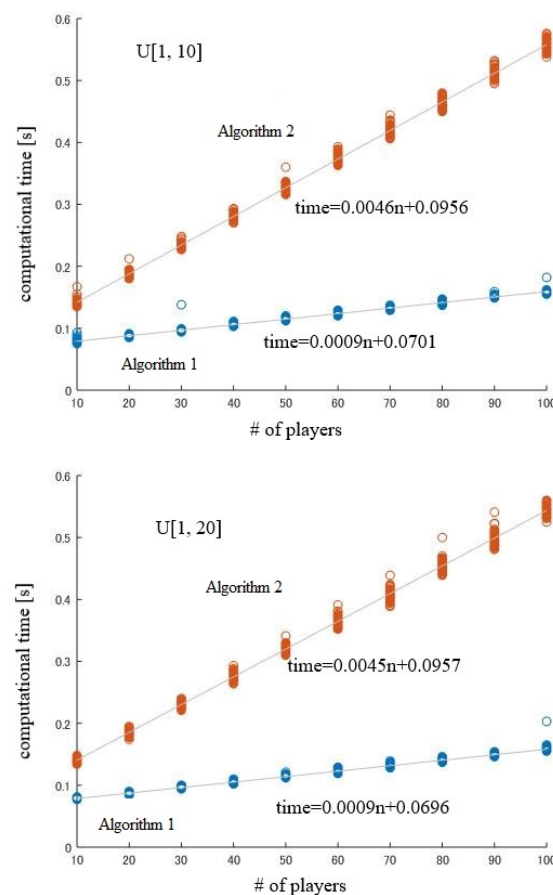 0.6
U[1, 10]
0.5
0.4
Algorithm 2
computational time [s]
0.3
time=0.0046n+0.0956
0.2
0.1
time=0.0009n+0.0701
Algorithm 1
0
10 20 30 40 50 60 70 80 90 100
# of players
0.6
U[1, 20]
0.5
0.4
Algorithm 2
computational time [s]
0.3
time=0.0045n+0.0957
0.2
0.1
time=0.0009n+0.0696
Algorithm 1
0
10 20 30 40 50 60 70 80 90 100
# of players